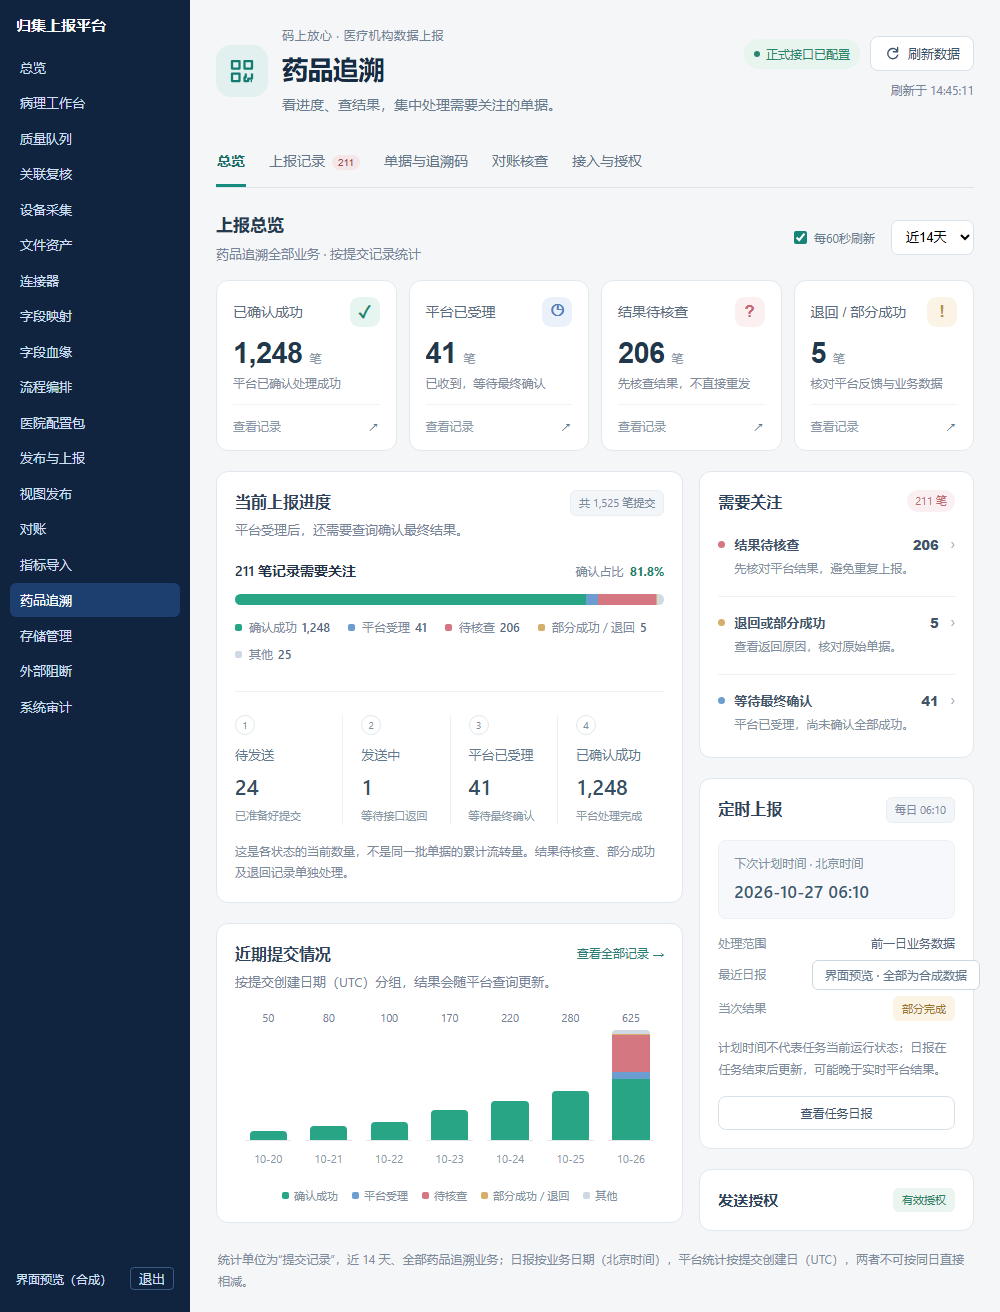 归集上报平台
总览
病理工作台
质量队列
关联复核
设备采集
文件资产
连接器
字段映射
字段血缘
流程编排
医院配置包
发布与上报
视图发布
对账
指标导入
药品追溯
存储管理
外部阻断
系统审计
界面预览（合成）
退出
码上放心 · 医疗机构数据上报
药品追溯
看进度、查结果，集中处理需要关注的单据。
正式接口已配置
刷新数据
刷新于 14:45:11
总览
上报记录 211
单据与追溯码
对账核查
接入与授权
上报总览
药品追溯全部业务 · 按提交记录统计
每60秒刷新
近14天
已确认成功
1,248 笔
平台已确认处理成功
查看记录 ↗
平台已受理
41 笔
已收到，等待最终确认
查看记录 ↗
结果待核查 ?
206 笔
先核查结果，不直接重发
查看记录 ↗
退回 / 部分成功 !
5 笔
核对平台反馈与业务数据
查看记录 ↗
当前上报进度
共 1,525 笔提交
平台受理后，还需要查询确认最终结果。
211 笔记录需要关注
确认占比 81.8%
确认成功 1,248
平台受理 41
待核查 206
部分成功 / 退回 5
其他 25
1
待发送
24
已准备好提交
2
发送中
1
等待接口返回
3
平台已受理
41
等待最终确认
4
已确认成功
1,248
平台处理完成
这是各状态的当前数量，不是同一批单据的累计流转量。结果待核查、部分成功
及退回记录单独处理。
近期提交情况
查看全部记录 →
按提交创建日期（UTC）分组，结果会随平台查询更新。
50 80 100 170 220 280 625
10-20 10-21 10-22 10-23 10-24 10-25 10-26
确认成功 平台受理 待核查 部分成功 / 退回 其他
需要关注
211 笔
结果待核查 206 ›
先核对平台结果，避免重复上报。
退回或部分成功 5 ›
查看返回原因，核对原始单据。
等待最终确认 41 ›
平台已受理，尚未确认全部成功。
定时上报
每日 06:10
下次计划时间 · 北京时间
2026-10-27 06:10
处理范围 前一日业务数据
最近日报
界面预览 · 全部为合成数据
当次结果 部分完成
计划时间不代表任务当前运行状态；日报在
任务结束后更新，可能晚于实时平台结果。
查看任务日报
发送授权
有效授权
统计单位为“提交记录”，近 14 天、全部药品追溯业务；日报按业务日期（北京时间），平台统计按提交创建日（UTC），两者不可按同日直接
相减。